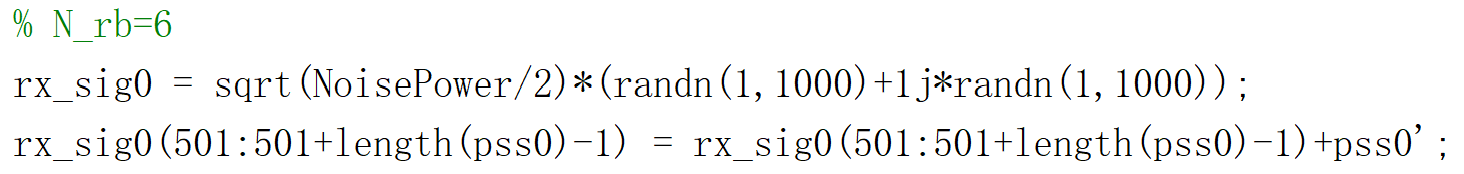 % N_rb=6
rx_sig0 = sqrt(NoisePower/2)*(randn(1,1000)+1j*randn(1,1000));
rx_sig0(501:501+length(pss0)-1) = rx_sig0(501:501+length(pss0)-1)+pss0';